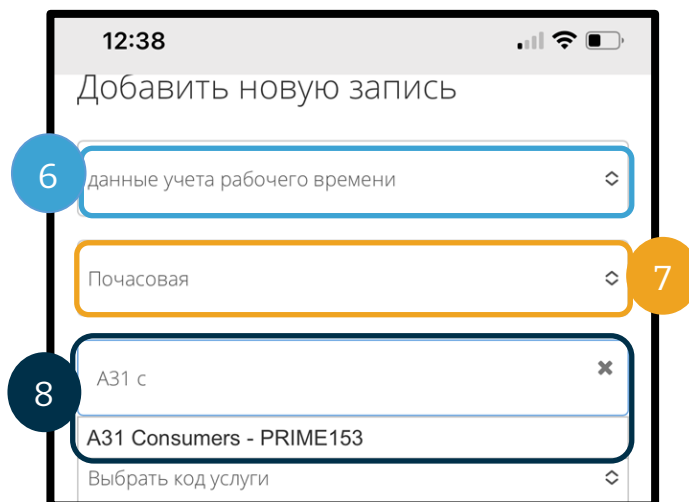 12:38
Добавить новую запись
6
данные учета рабочего времени
Почасовая
7
8
А31 с
A31 Consumers - PRIME153
Выбрать код услуги